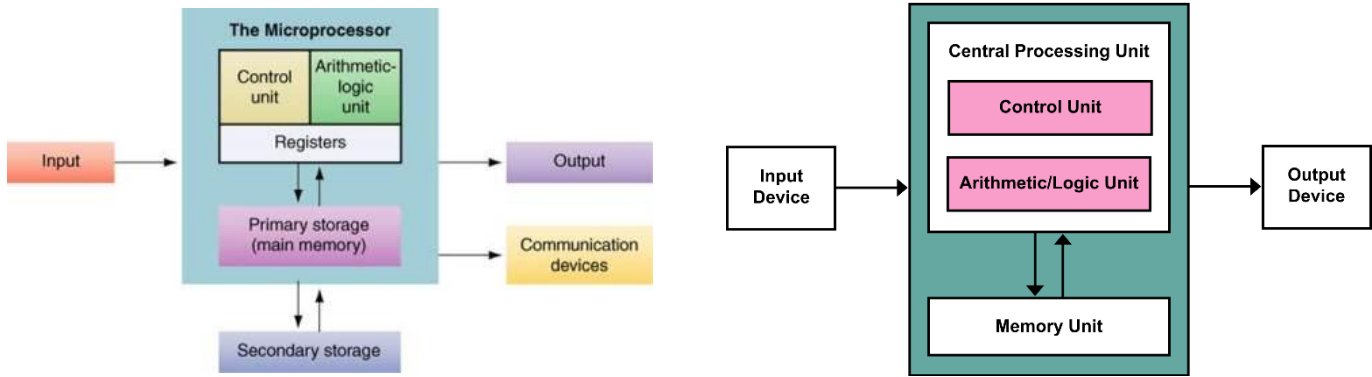 The Microprocessor
Control
unit
Arithmetic-
logic
unit
Registers
Input
Output
Primary storage
(main memory)
Communication
devices
Secondary storage
Central Processing Unit
Control Unit
Arithmetic/Logic Unit
Input
Device
Output
Device
Memory Unit